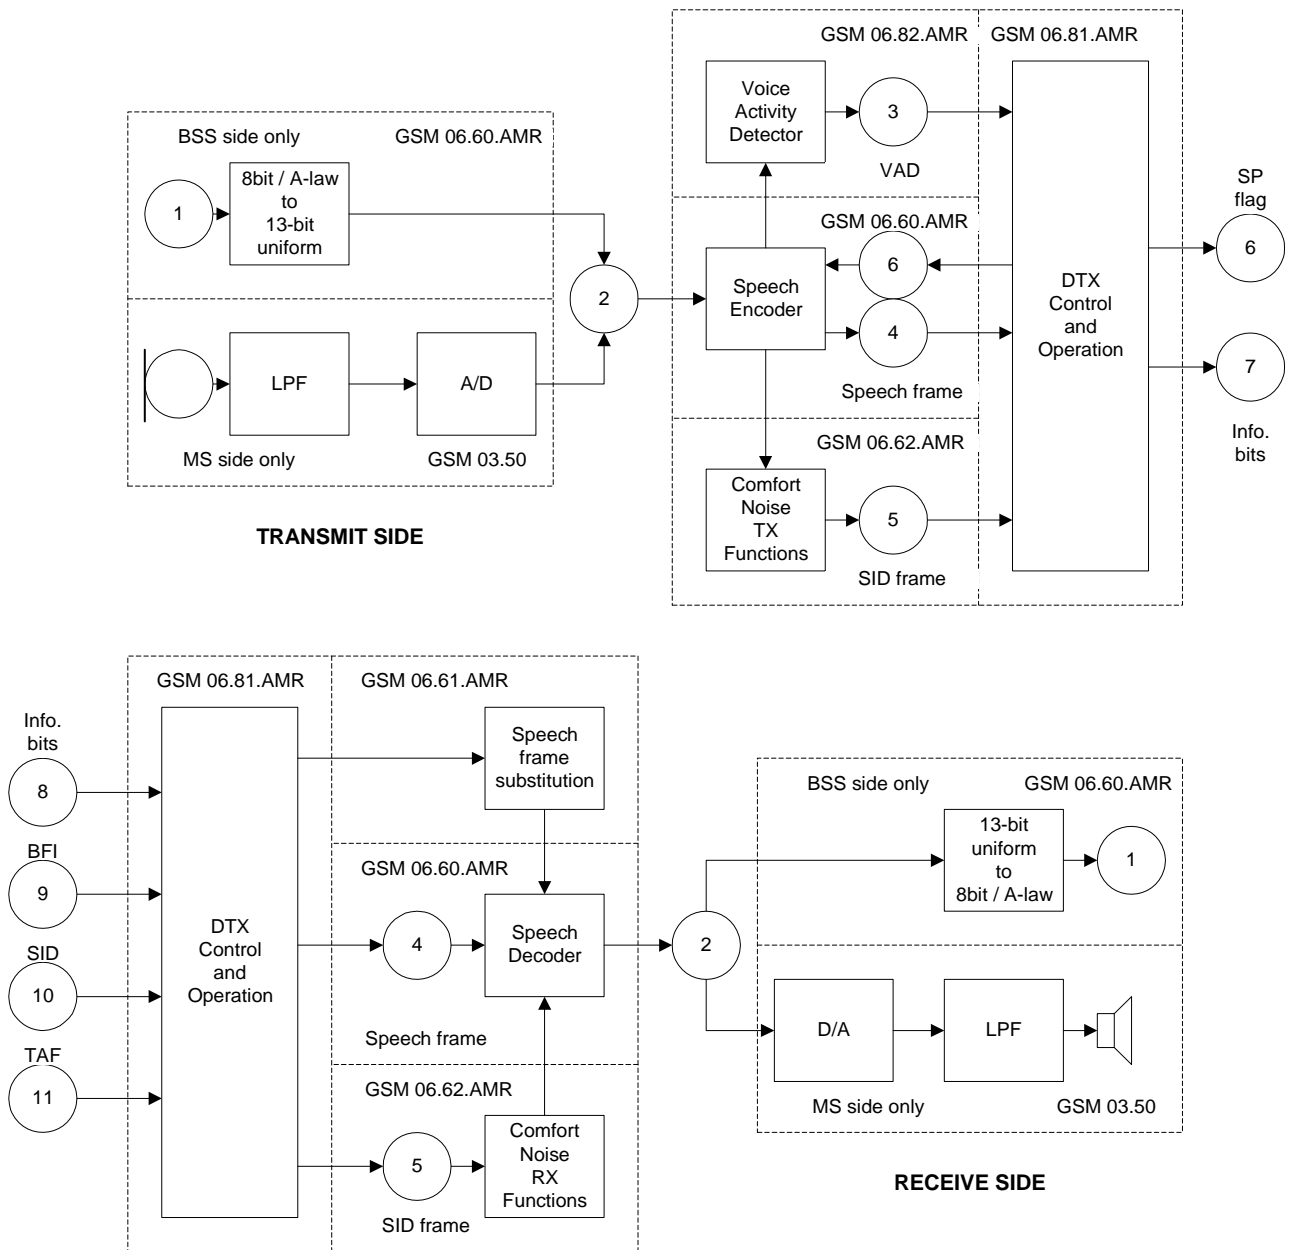 GSM 06.82.AMR
GSM 06.81.AMR
Voice
Activity
Detector
3
VAD
BSS side only
GSM 06.60.AMR
1
8bit / A-law
to
13-bit
uniform
2
LPF
A/D
MS side only
GSM 03.50
TRANSMIT SIDE
GSM 06.60.AMR
Speech
Encoder
6
4
Speech frame
GSM 06.62.AMR
Comfort
Noise
TX
Functions
5
SID frame
DTX
Control
and
Operation
SP
flag
6
7
Info.
bits
GSM 06.81.AMR
GSM 06.61.AMR
Info.
bits
8
BFI
9
SID
10
TAF
11
DTX
Control
and
Operation
Speech
frame
substitution
GSM 06.60.AMR
4
Speech
Decoder
Speech frame
GSM 06.62.AMR
5
Comfort
Noise
RX
Functions
SID frame
2
BSS side only
GSM 06.60.AMR
13-bit
uniform
to
8bit / A-law
1
D/A
LPF
MS side only
GSM 03.50
RECEIVE SIDE